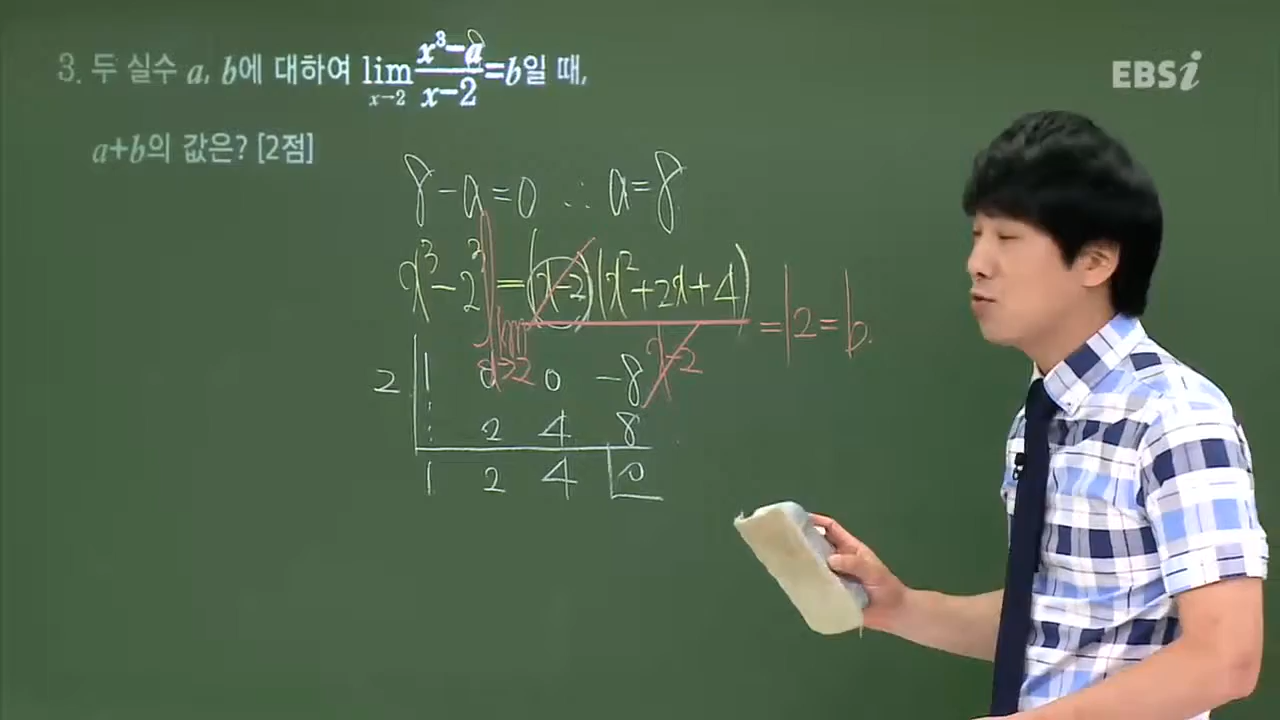 3. 두 실수 a, b에 대하여 lim x→2 x³-a / x-2 = b일 때,
EBSi
a+b의 값은? [2점]
8-a=0 ∴ a=8
x³-2³ = (x-2)(x²+2x+4)
lim x→2 x-2 = 12 = b.
2 1 0 0 -8
2 4 8
1 2 4 0